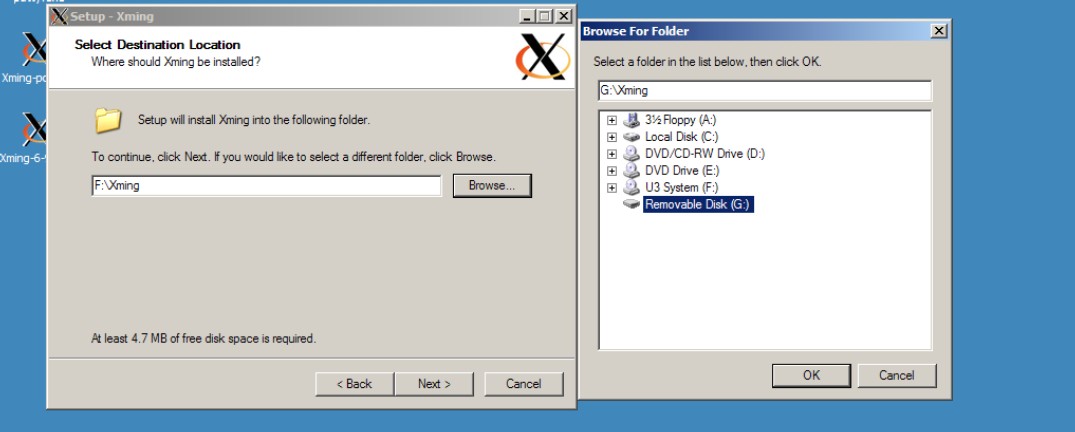 Setup - Xming
Select Destination Location
Where should Xming be installed?
Setup will install Xming into the following folder.
To continue, click Next. If you would like to select a different folder, click Browse.
F:\Xming
Browse...
At least 4.7 MB of free disk space is required.
< Back
Next >
Cancel
Browse For Folder
Select a folder in the list below, then click OK.
G:\Xming
3½ Floppy (A:)
Local Disk (C:)
DVD/CD-RW Drive (D:)
DVD Drive (E:)
U3 System (F:)
Removable Disk (G:)
OK
Cancel
Xming-po
Xming-6-